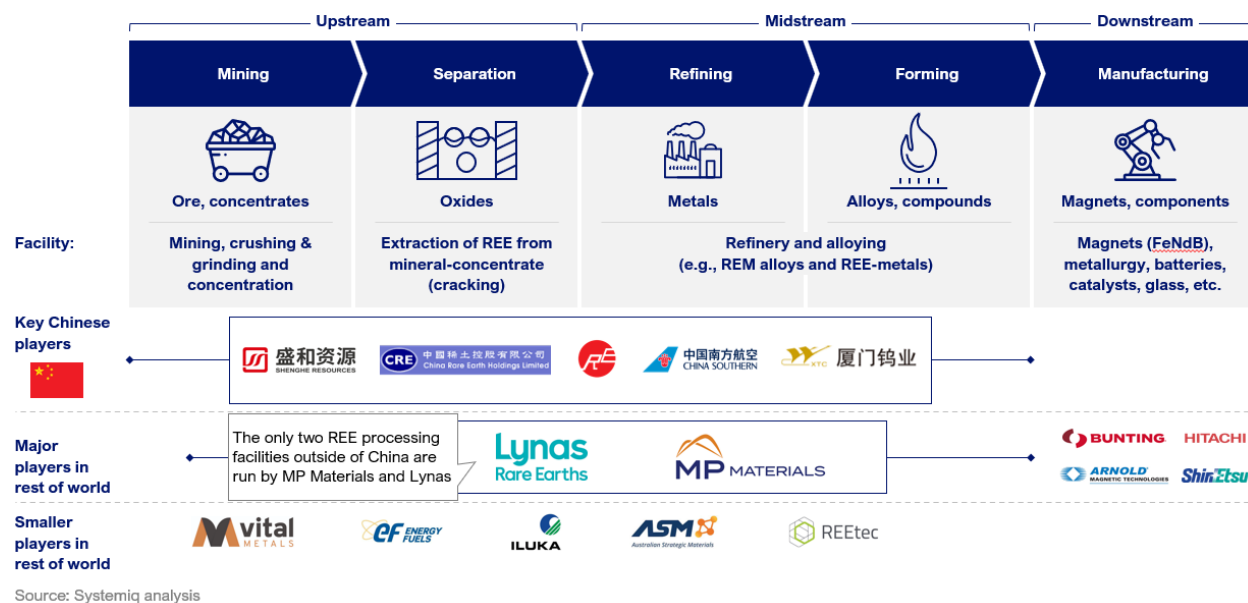 Upstream
Midstream
Downstream
Mining
Separation
Refining
Forming
Manufacturing
Ore, concentrates
Oxides
Metals
Alloys, compounds
Magnets, components
Facility:
Mining, crushing &
grinding and
concentration
Extraction of REE from
mineral-concentrate
(cracking)
Refinery and alloying
(e.g., REM alloys and REE-metals)
Magnets (FeNdB),
metallurgy, batteries,
catalysts, glass, etc.
Key Chinese
players
盛和资源
SHENGHE RESOURCES
CRE
中國稀土控股有限公司
China Rare Earth Holdings Limited
RE
中国南方航空
CHINA SOUTHERN
XTC
厦门钨业
Major
players in
rest of world
The only two REE processing
facilities outside of China are
run by MP Materials and Lynas
Lynas
Rare Earths
MP MATERIALS
BUNTING
HITACHI
ARNOLD
MAGNETIC TECHNOLOGIES
ShinEtsu
Smaller
players in
rest of world
vital
METALS
eF ENERGY
FUELS
ILUKA
ASM
Australian Strategic Materials
REEtec
Source: Systemiq analysis